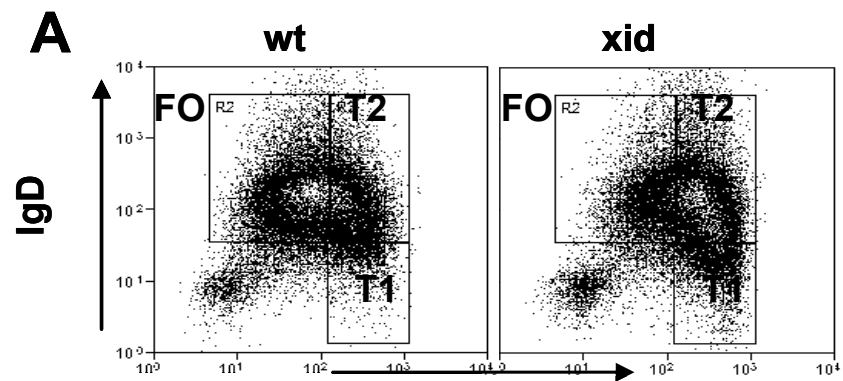 A
wt
xid
IgD
10⁴
10³
10²
10¹
10⁰
FO R2 T2
T1
10⁰ 10¹ 10² 10³ 10⁴
FO R2 T2
T1
10¹ 10² 10³ 10⁴